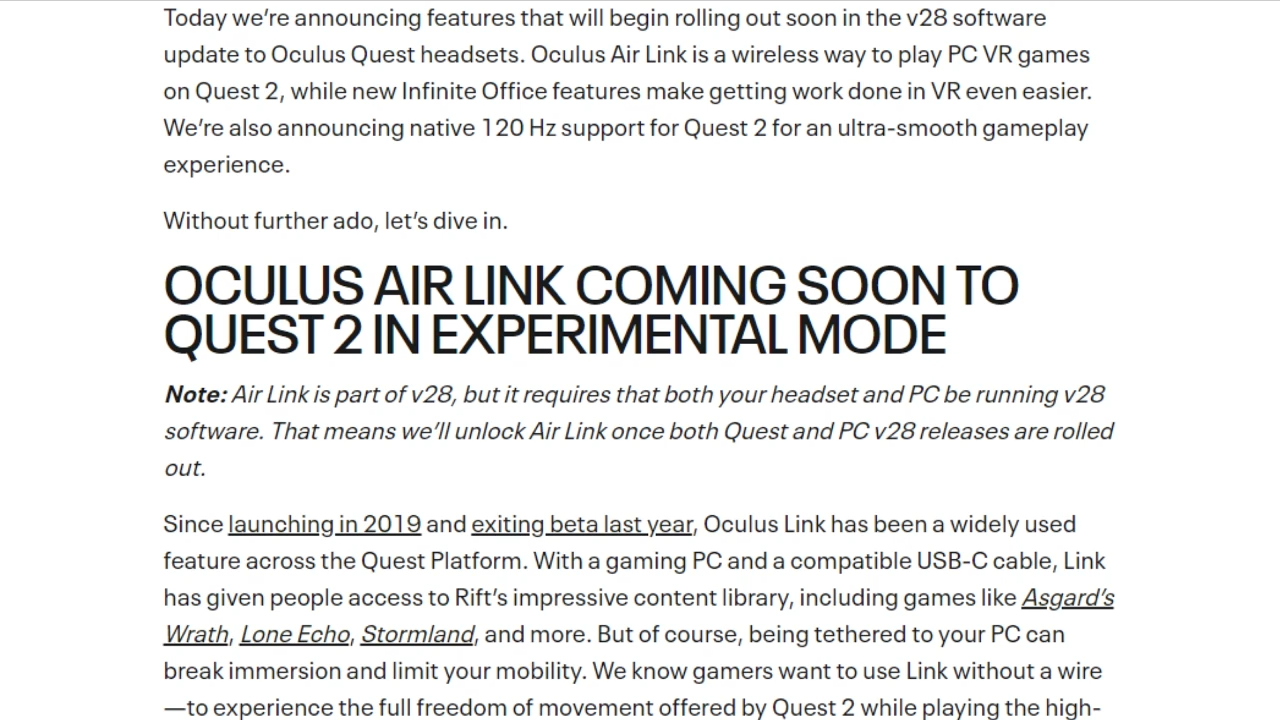 Today we're announcing features that will begin rolling out soon in the v28 software
update to Oculus Quest headsets. Oculus Air Link is a wireless way to play PC VR games
on Quest 2, while new Infinite Office features make getting work done in VR even easier.
We're also announcing native 120 Hz support for Quest 2 for an ultra-smooth gameplay
experience.
Without further ado, let's dive in.
OCULUS AIR LINK COMING SOON TO
QUEST 2 IN EXPERIMENTAL MODE
Note: Air Link is part of v28, but it requires that both your headset and PC be running v28
software. That means we'll unlock Air Link once both Quest and PC v28 releases are rolled
out.
Since launching in 2019 and exiting beta last year, Oculus Link has been a widely used
feature across the Quest Platform. With a gaming PC and a compatible USB-C cable, Link
has given people access to Rift's impressive content library, including games like Asgard's
Wrath, Lone Echo, Stormland, and more. But of course, being tethered to your PC can
break immersion and limit your mobility. We know gamers want to use Link without a wire
—to experience the full freedom of movement offered by Quest 2 while playing the high-